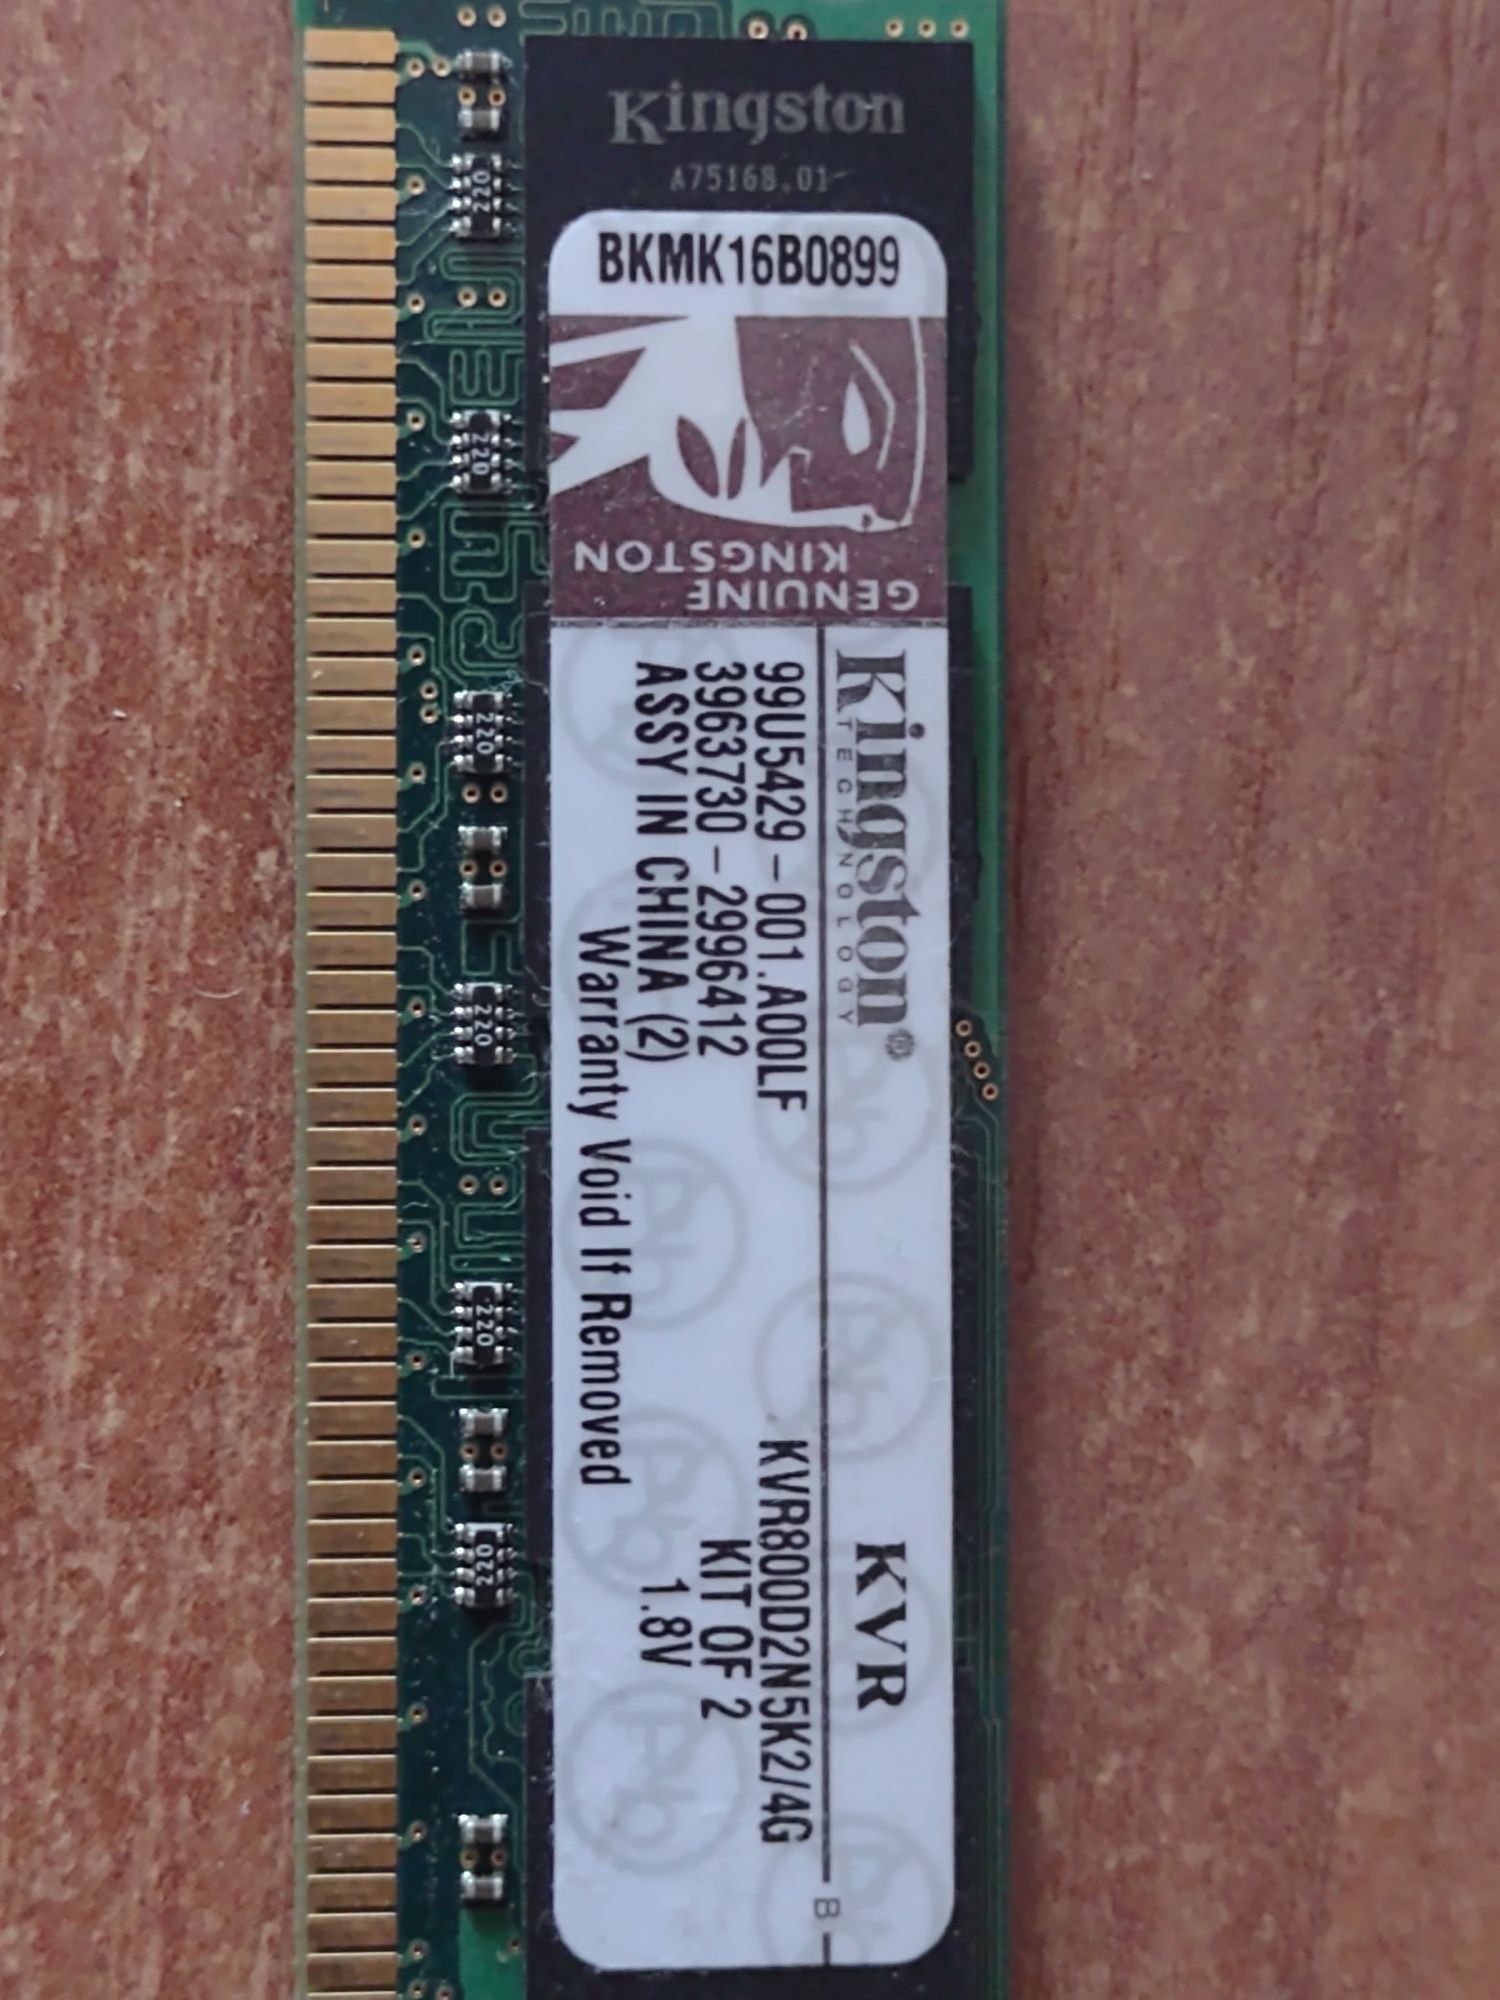 Kingston
A75168.01
BKMK16B0899
GENUINE
KINGSTON
Kingston®
TECHNOLOGY
KVR
99U5429-001.A00LF
KVR800D2N5K2/4G
3963730-2996412
KIT OF 2
ASSY IN CHINA (2)
1.8V
Warranty Void If Removed
B
220
220
220
220
220
220